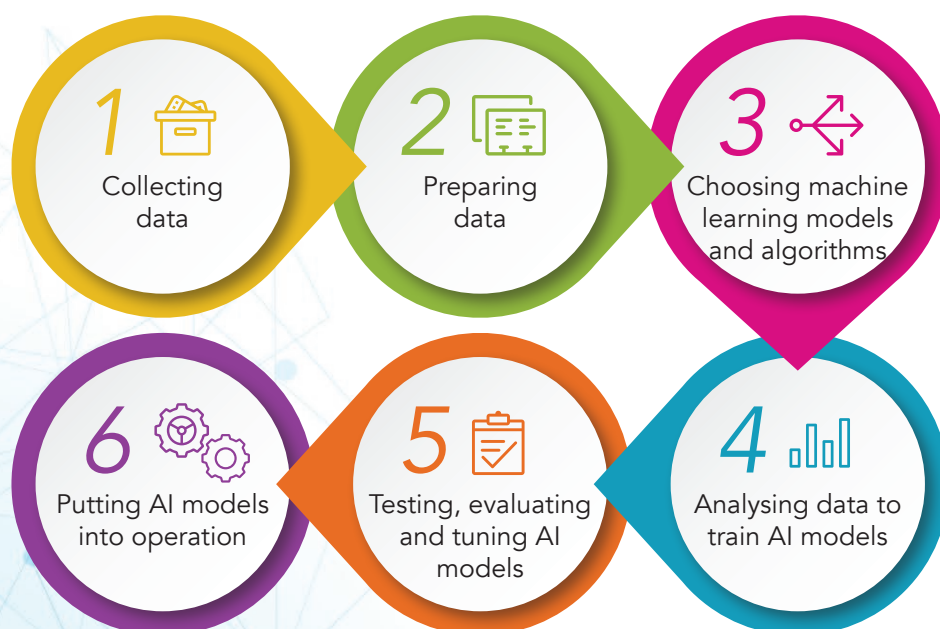 1
Collecting
data
2
Preparing
data
3
Choosing machine
learning models
and algorithms
4
Analysing data to
train AI models
5
Testing, evaluating
and tuning AI
models
6
Putting AI models
into operation